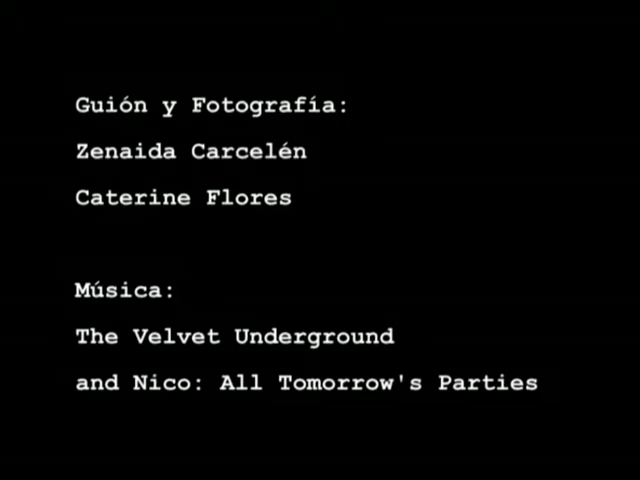 Guión y Fotografía:
Zenaida Carcelén
Caterine Flores
Música:
The Velvet Underground
and Nico: All Tomorrow's Parties